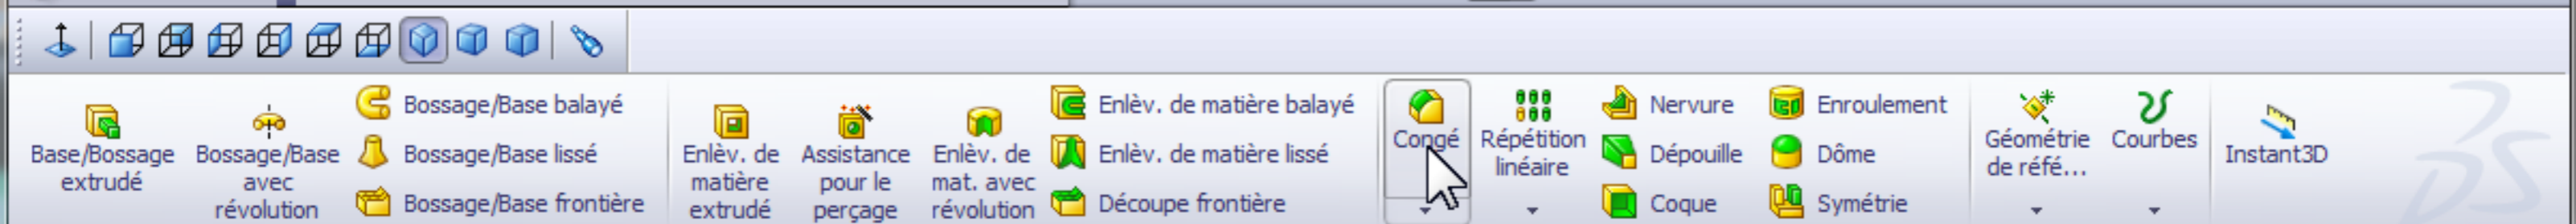 Base/Bossage
extrudé
Bossage/Base
avec
révolution
Bossage/Base balayé
Bossage/Base lissé
Bossage/Base frontière
Enlèv. de
matière
extrudé
Assistance
pour le
perçage
Enlèv. de
mat. avec
révolution
Enlèv. de matière balayé
Enlèv. de matière lissé
Découpe frontière
Congé
Répétition
linéaire
Nervure
Dépouille
Coque
Enroulement
Dôme
Symétrie
Géométrie
de réfé...
Courbes
Instant3D